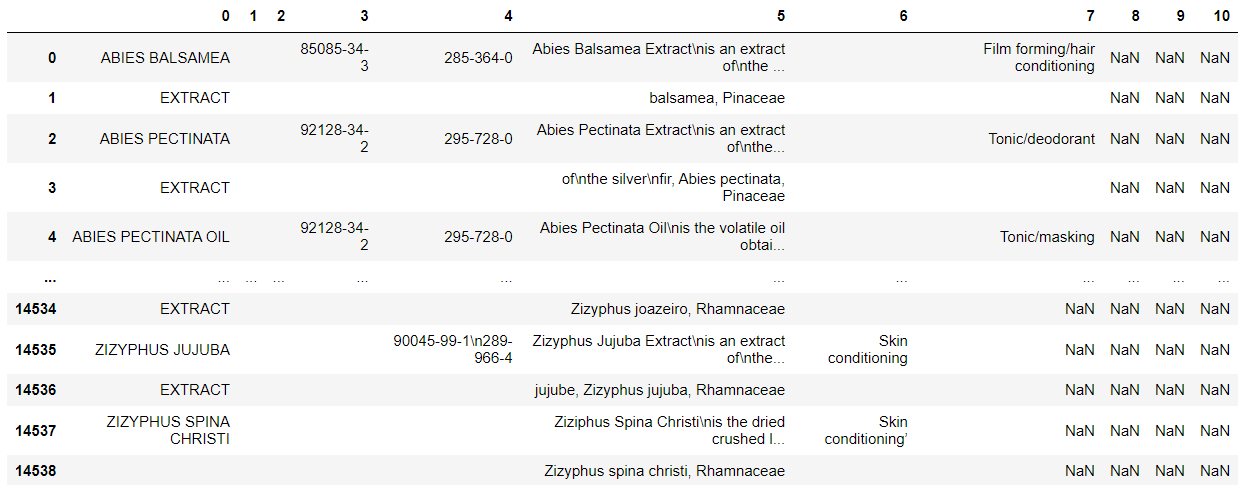 0 1 2 3 4 5 6 7 8 9 10
0 ABIES BALSAMEA 85085-34-3 285-364-0 Abies Balsamea Extract\nis an extract of\nthe ... Film forming/hair conditioning NaN NaN NaN
1 EXTRACT balsamea, Pinaceae NaN NaN NaN
2 ABIES PECTINATA 92128-34-2 295-728-0 Abies Pectinata Extract\nis an extract of\nthe... Tonic/deodorant NaN NaN NaN
3 EXTRACT of\nthe silver\nfir, Abies pectinata, Pinaceae NaN NaN NaN
4 ABIES PECTINATA OIL 92128-34-2 295-728-0 Abies Pectinata Oil\nis the volatile oil obtai... Tonic/masking NaN NaN NaN
... ... ... ... ... ... ... ... ... ... ... ...
14534 EXTRACT Zizyphus joazeiro, Rhamnaceae NaN NaN NaN NaN
14535 ZIZYPHUS JUJUBA 90045-99-1\n289-966-4 Zizyphus Jujuba Extract\nis an extract of\nthe... Skin conditioning NaN NaN NaN NaN
14536 EXTRACT jujube, Zizyphus jujuba, Rhamnaceae NaN NaN NaN NaN
14537 ZIZYPHUS SPINA CHRISTI Ziziphus Spina Christi\nis the dried crushed l... Skin conditioning’ NaN NaN NaN NaN
14538 Zizyphus spina christi, Rhamnaceae NaN NaN NaN NaN